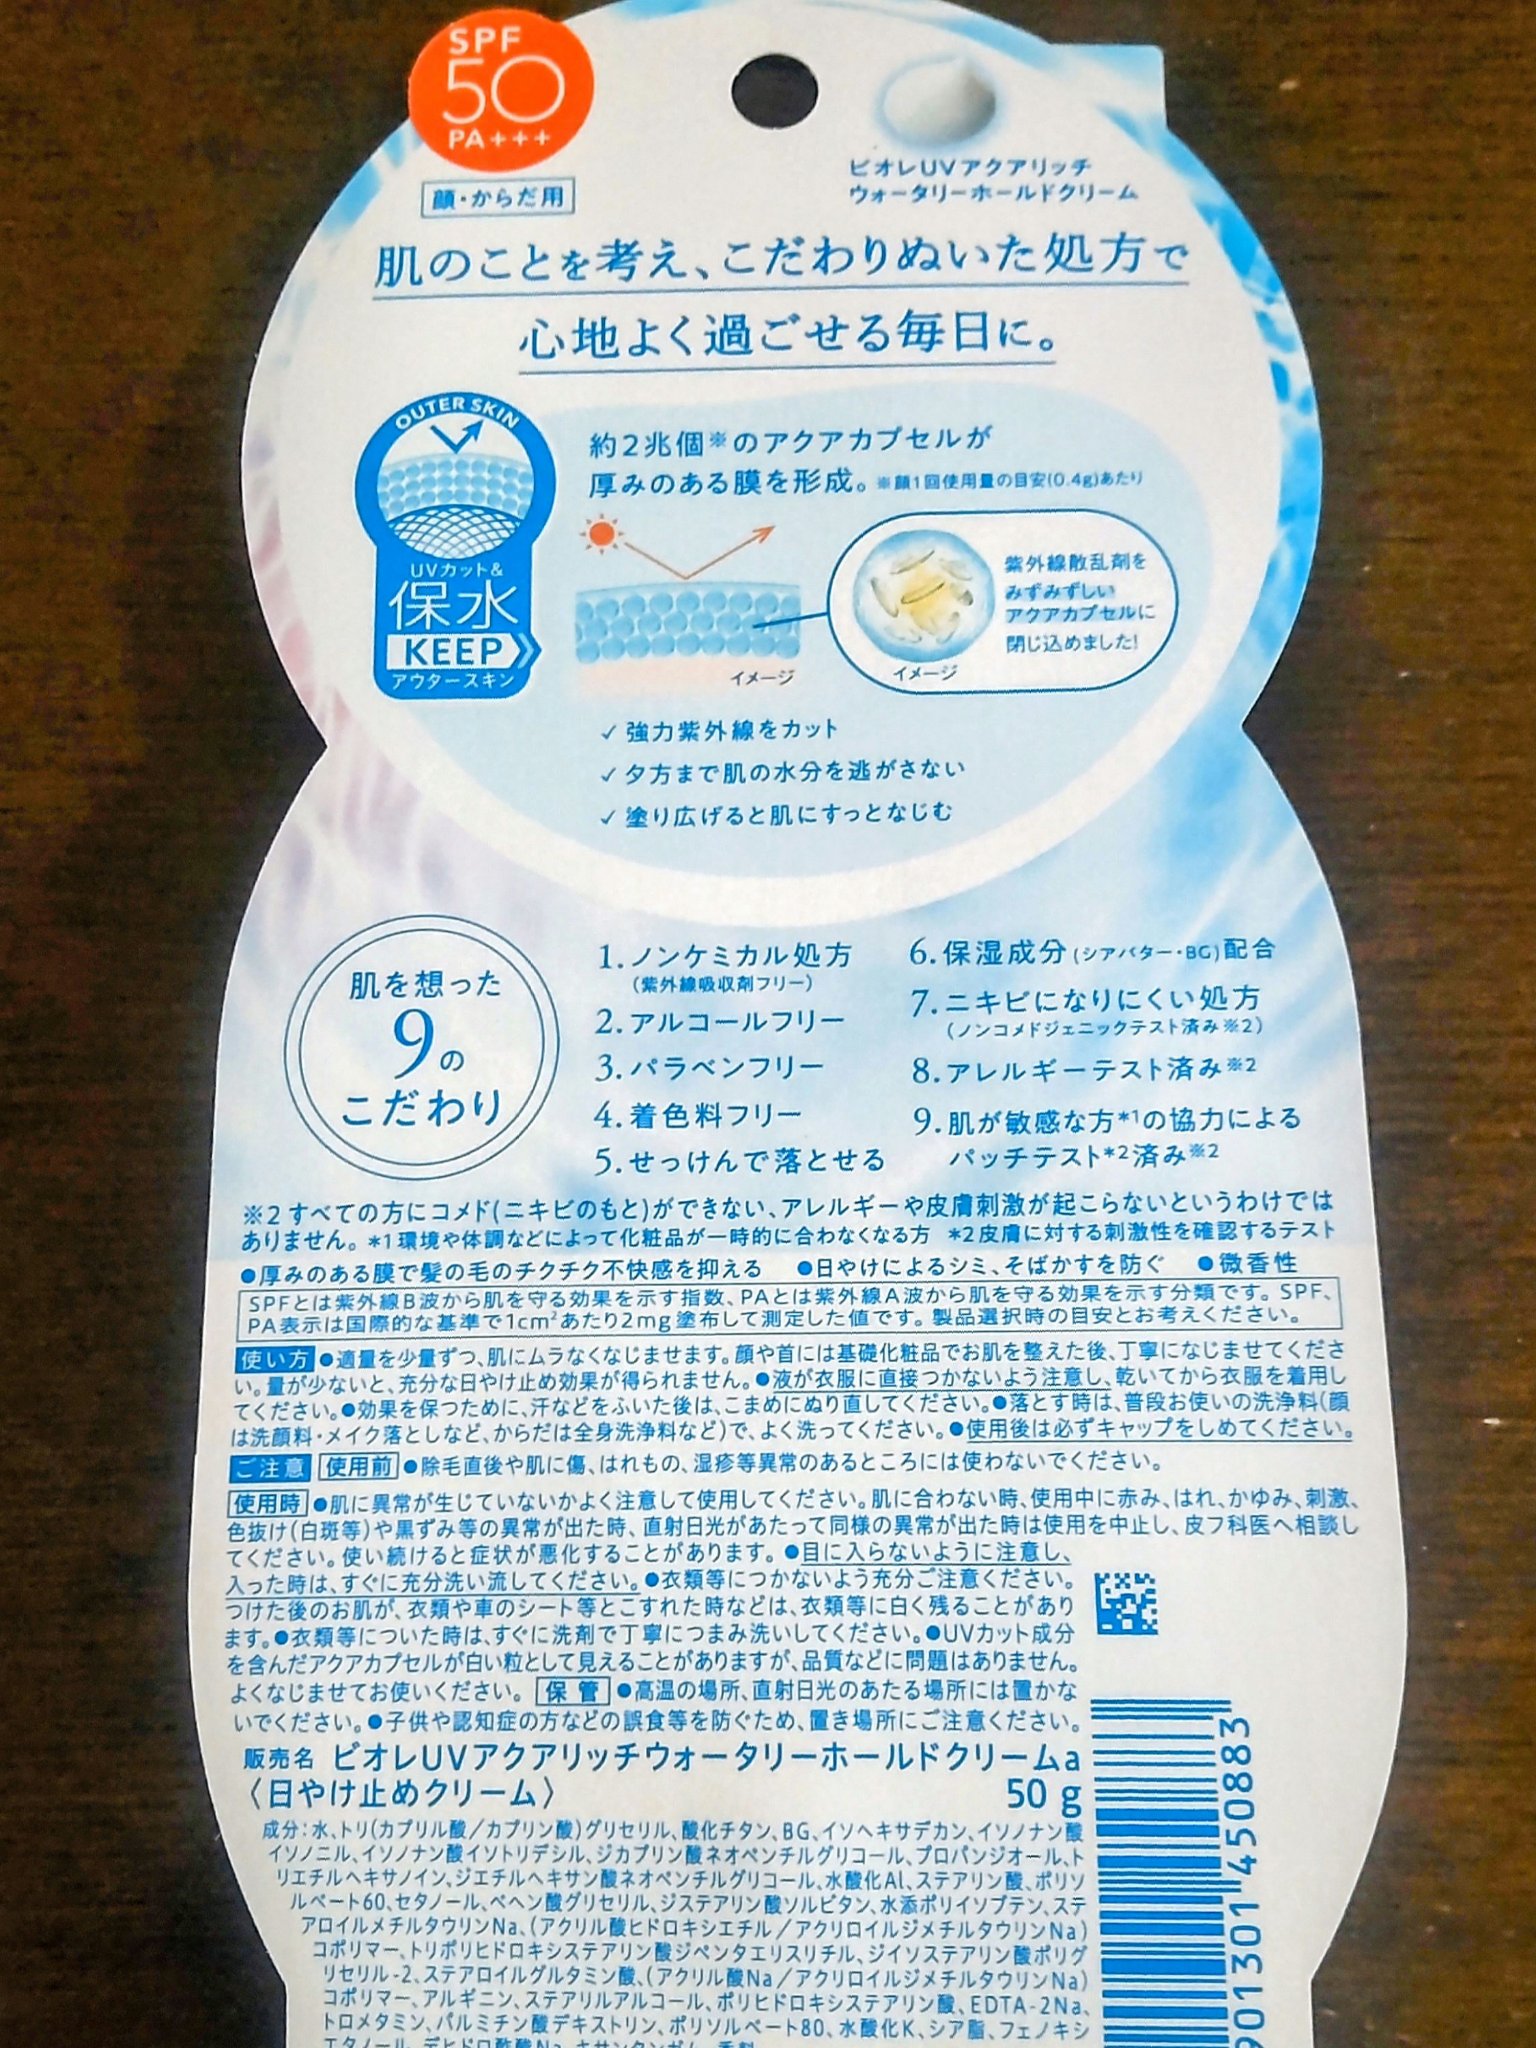 SPF
50
PA+++
顔・からだ用
ビオレUVアクアリッチ
ウォータリーホールドクリーム
肌のことを考え、こだわりぬいた処方で
心地よく過ごせる毎日に。
OUTER SKIN
UVカット&
保水
KEEP
アウタースキン
約2兆個※のアクアカプセルが
厚みのある膜を形成。※顔1回使用量の目安(0.4g)あたり
イメージ
イメージ
紫外線散乱剤を
みずみずしい
アクアカプセルに
閉じ込めました!
✓ 強力紫外線をカット
✓ 夕方まで肌の水分を逃がさない
✓ 塗り広げると肌にすっとなじむ
肌を想った
9の
こだわり
1.ノンケミカル処方
(紫外線吸収剤フリー)
2.アルコールフリー
3.パラベンフリー
4.着色料フリー
5.せっけんで落とせる
6.保湿成分(シアバター・BG)配合
7.ニキビになりにくい処方
(ノンコメドジェニックテスト済み※2)
8.アレルギーテスト済み※2
9.肌が敏感な方*1の協力による
パッチテスト*2済み※2
※2 すべての方にコメド(ニキビのもと)ができない、アレルギーや皮膚刺激が起こらないというわけでは
ありません。*1 環境や体調などによって化粧品が一時的に合わなくなる方 *2 皮膚に対する刺激性を確認するテスト
●厚みのある膜で髪の毛のチクチク不快感を抑える ●日やけによるシミ、そばかすを防ぐ ●微香性
SPFとは紫外線B波から肌を守る効果を示す指数、PAとは紫外線A波から肌を守る効果を示す分類です。SPF、
PA表示は国際的な基準で1cm²あたり2mg塗布して測定した値です。製品選択時の目安とお考えください。
使い方 ●適量を少量ずつ、肌にムラなくなじませます。顔や首には基礎化粧品でお肌を整えた後、丁寧になじませてくださ
い。量が少ないと、充分な日やけ止め効果が得られません。●液が衣服に直接つかないよう注意し、乾いてから衣服を着用し
てください。●効果を保つために、汗などをふいた後は、こまめにぬり直してください。●落とす時は、普段お使いの洗浄料(顔
は洗顔料・メイク落としなど、からだは全身洗浄料など)で、よく洗ってください。●使用後は必ずキャップをしめてください。
ご注意 使用前 ●除毛直後や肌に傷、はれもの、湿疹等異常のあるところには使わないでください。
使用時 ●肌に異常が生じていないかよく注意して使用してください。肌に合わない時、使用中に赤み、はれ、かゆみ、刺激、
色抜け(白斑等)や黒ずみ等の異常が出た時、直射日光があたって同様の異常が出た時は使用を中止し、皮フ科医へ相談し
てください。使い続けると症状が悪化することがあります。●目に入らないように注意し、
入った時は、すぐに充分洗い流してください。●衣類等につかないよう充分ご注意ください。
つけた後のお肌が、衣類や車のシート等とこすれた時などは、衣類等に白く残ることがあり
ます。●衣類等についた時は、すぐに洗剤で丁寧につまみ洗いしてください。●UVカット成分
を含んだアクアカプセルが白い粒として見えることがありますが、品質などに問題はありません。
よくなじませてお使いください。 保管 ●高温の場所、直射日光のあたる場所には置かな
いでください。●子供や認知症の方などの誤食等を防ぐため、置き場所にご注意ください。
販売名 ビオレUVアクアリッチウォータリーホールドクリームa
〈日やけ止めクリーム〉 50 g
成分:水、トリ(カプリル酸/カプリン酸)グリセリル、酸化チタン、BG、イソヘキサデカン、イソノナン酸
イソノニル、イソノナン酸イソトリデシル、ジカプリン酸ネオペンチルグリコール、プロパンジオール、ト
リエチルヘキサノイン、ジエチルヘキサン酸ネオペンチルグリコール、水酸化Al、ステアリン酸、ポリソ
ルベート60、セタノール、ベヘン酸グリセリル、ジステアリン酸ソルビタン、水添ポリイソブテン、ステ
アロイルメチルタウリンNa、(アクリル酸ヒドロキシエチル/アクリロイルジメチルタウリンNa)
コポリマー、トリポリヒドロキシステアリン酸ジペンタエリスリチル、ジイソステアリン酸ポリグ
リセリル-2、ステアロイルグルタミン酸、(アクリル酸Na/アクリロイルジメチルタウリンNa)
コポリマー、アルギニン、ステアリルアルコール、ポリヒドロキシステアリン酸、EDTA-2Na、
トロメタミン、パルミチン酸デキストリン、ポリソルベート80、水酸化K、シア脂、フェノキシ
エタノール、デヒドロ酢酸Na、キサンタンガム、香料
901301 450883